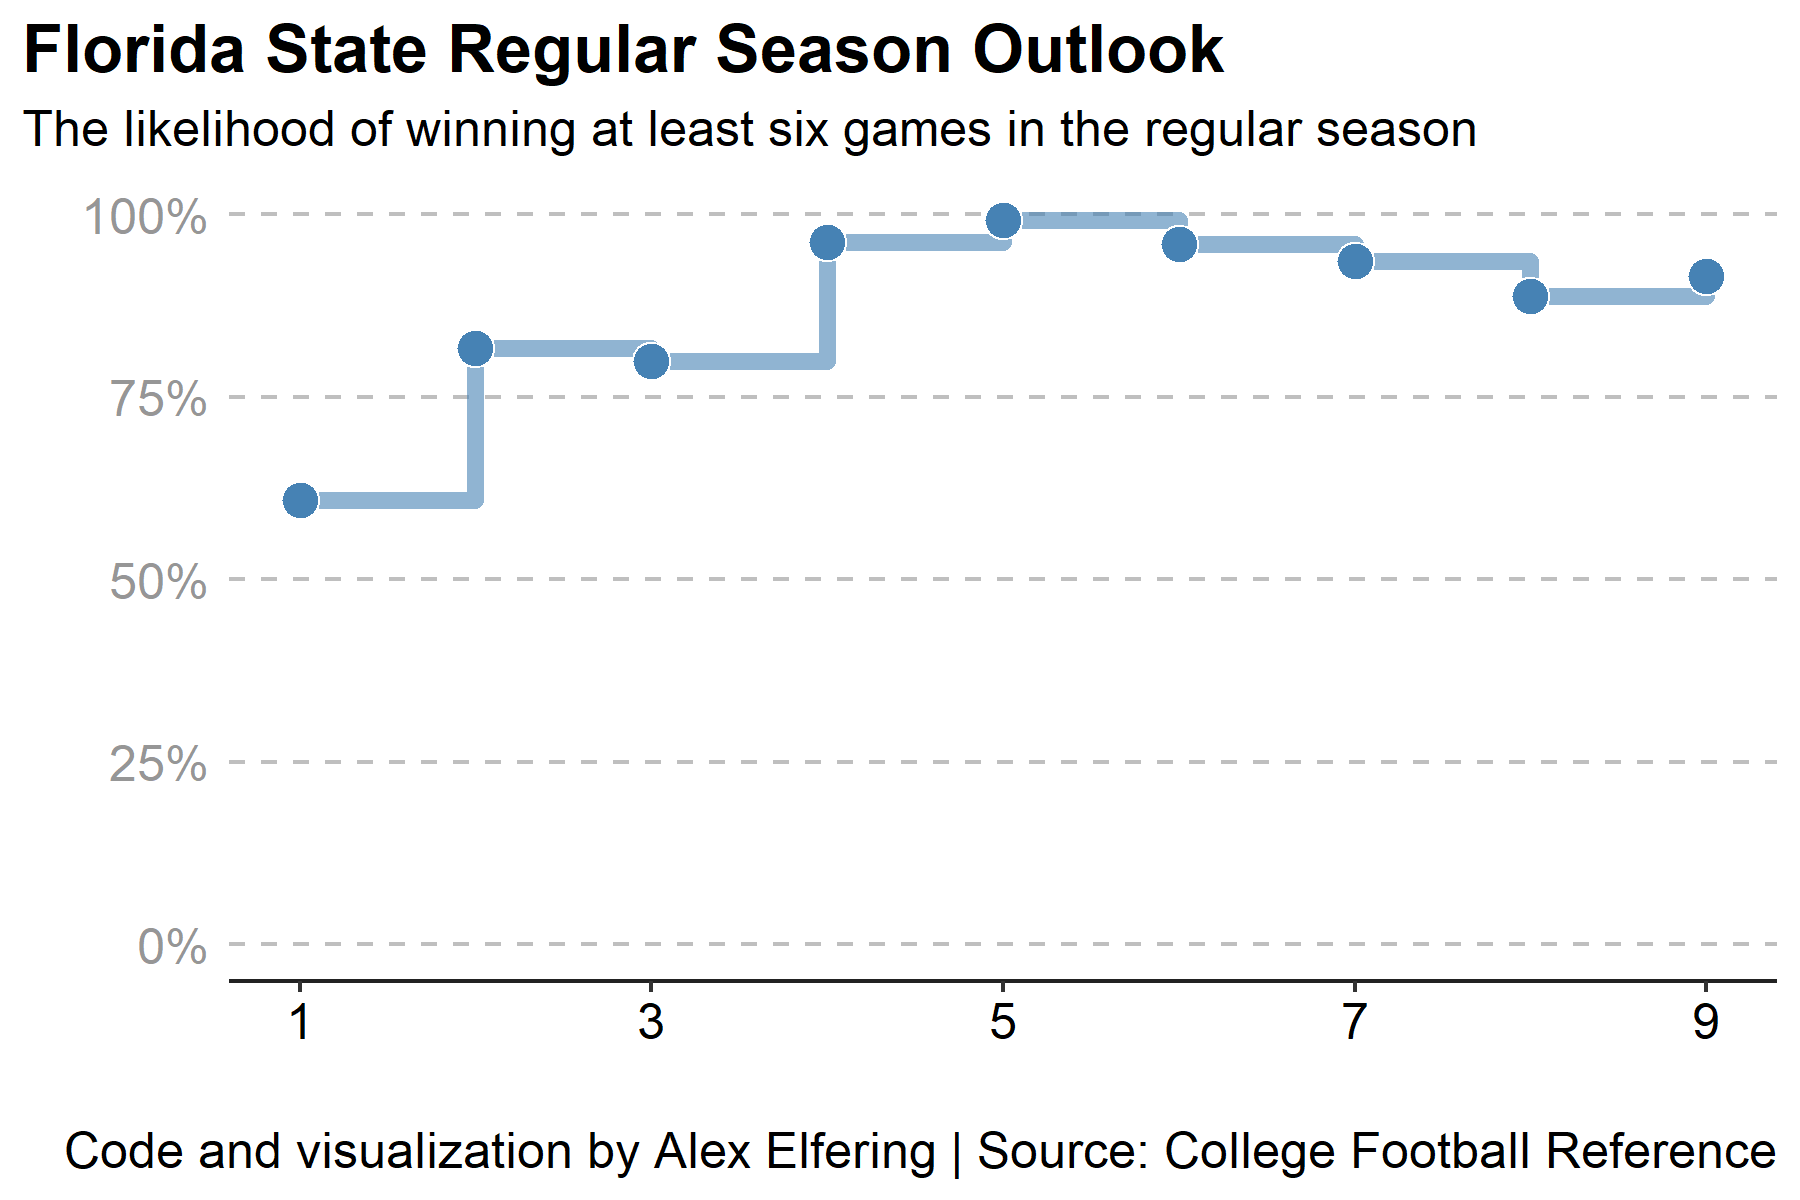 Florida State Regular Season Outlook
The likelihood of winning at least six games in the regular season
100%
75%
50%
25%
0%
1 3 5 7 9
Code and visualization by Alex Elfering | Source: College Football Reference